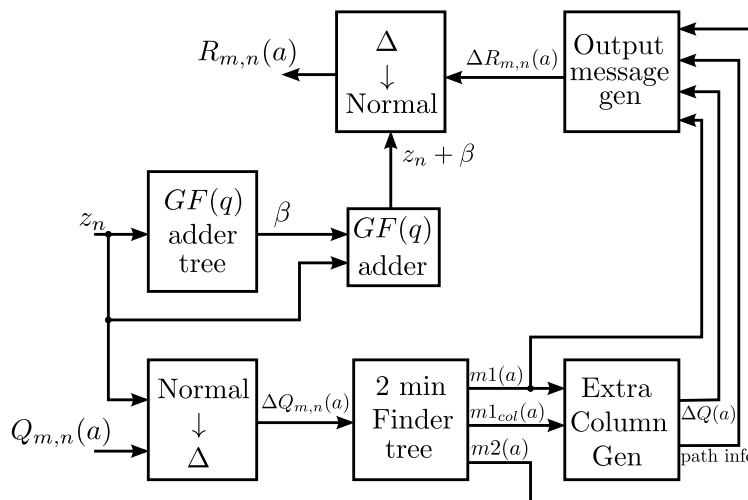 R_{m,n}(a)
Δ
↓
Normal
ΔR_{m,n}(a)
Output
message
gen
z_n + β
z_n
GF(q)
adder
tree
β
GF(q)
adder
Q_{m,n}(a)
Normal
↓
Δ
ΔQ_{m,n}(a)
2 min
Finder
tree
m1(a)
m1_{col}(a)
m2(a)
Extra
Column
Gen
ΔQ(a)
path info